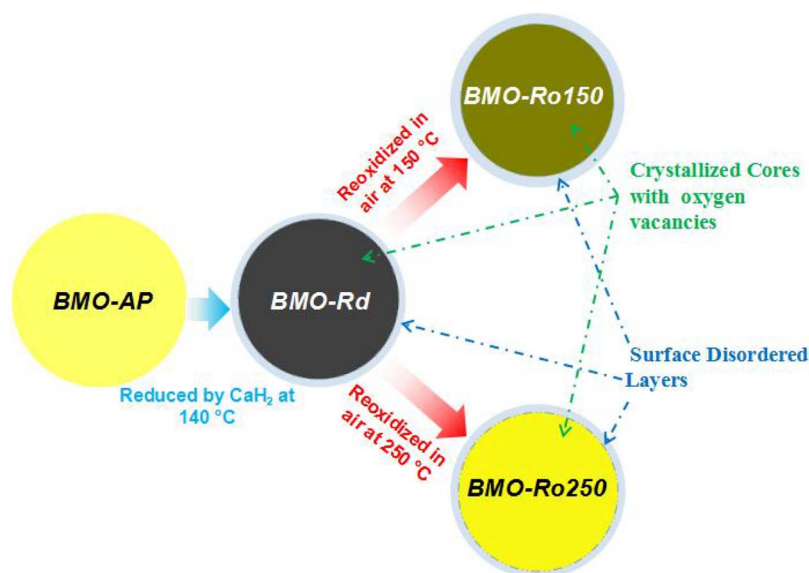 BMO-AP
Reduced by CaH₂ at
140 °C
BMO-Rd
Reoxidized in
air at 150 °C
BMO-Ro150
Reoxidized in
air at 250 °C
BMO-Ro250
Crystallized Cores
with oxygen
vacancies
Surface Disordered
Layers